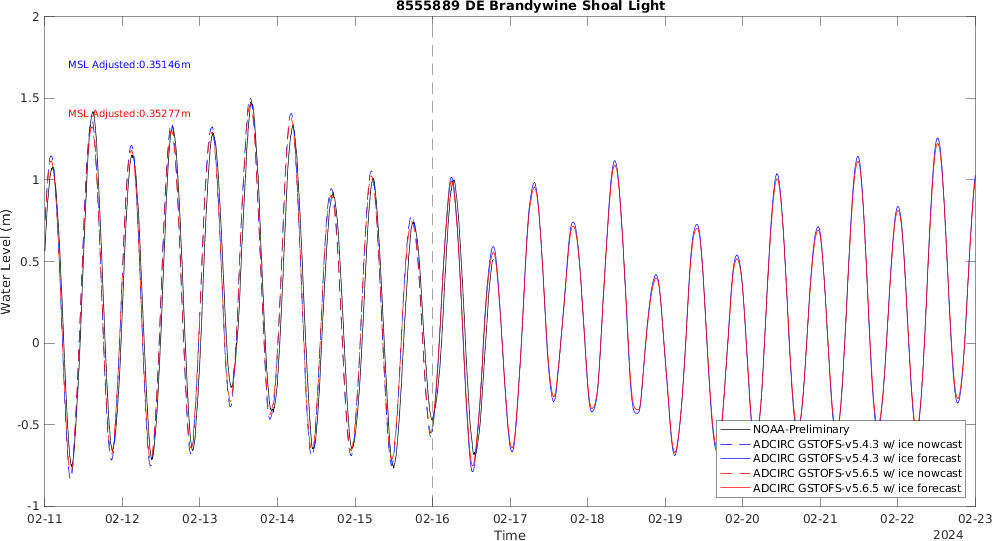 8555889 DE Brandywine Shoal Light
2
1.5
1
0.5
0
-0.5
-1
Water Level (m)
MSL Adjusted:0.35146m
MSL Adjusted:0.35277m
NOAA-Preliminary
ADCIRC GSTOFS-v5.4.3 w/ ice nowcast
ADCIRC GSTOFS-v5.4.3 w/ ice forecast
ADCIRC GSTOFS-v5.6.5 w/ ice nowcast
ADCIRC GSTOFS-v5.6.5 w/ ice forecast
02-11 02-12 02-13 02-14 02-15 02-16 02-17 02-18 02-19 02-20 02-21 02-22 02-23
Time
2024